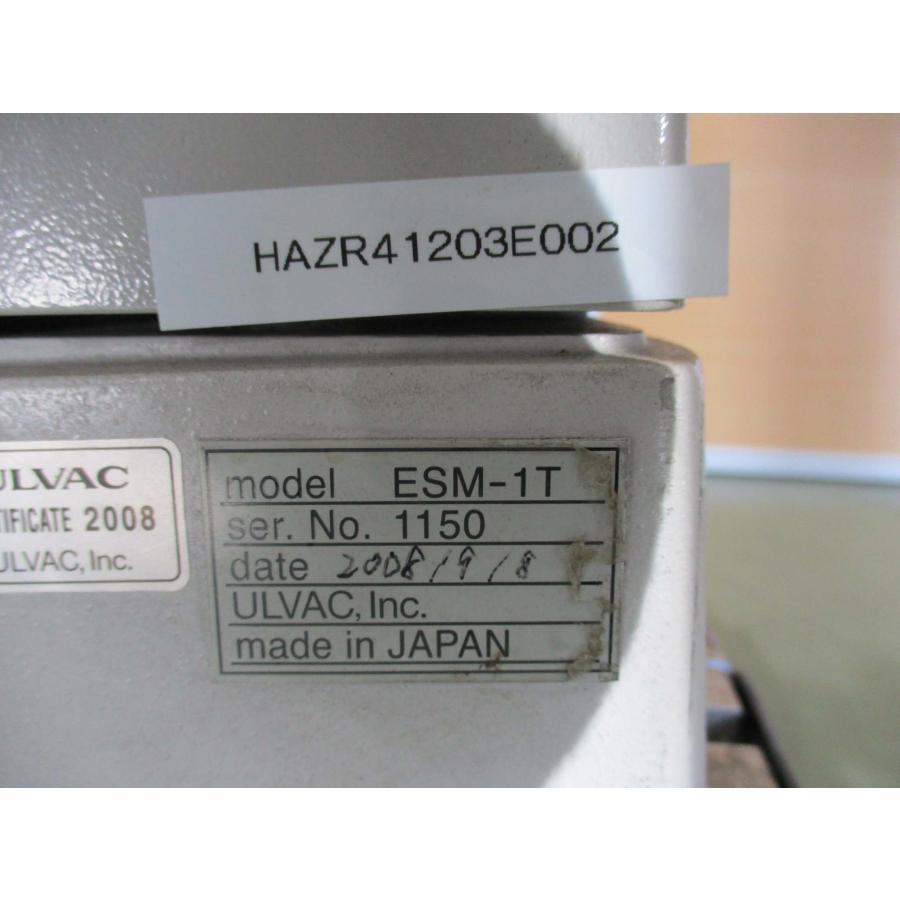 HAZR41203E002
ULVAC
TIFICATE 2008
ULVAC, Inc.
model ESM-1T
ser. No. 1150
date 2008/9/8
ULVAC, Inc.
made in JAPAN